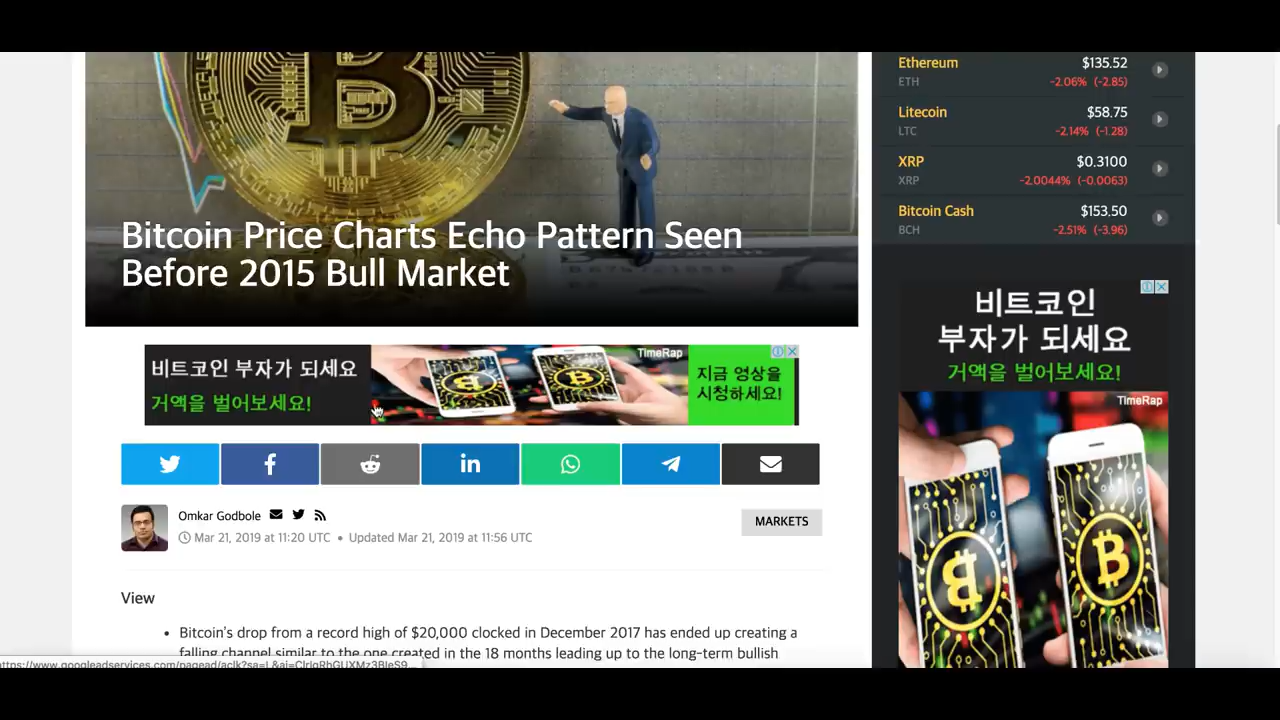 Bitcoin Price Charts Echo Pattern Seen
Before 2015 Bull Market
비트코인 부자가 되세요
거액을 벌어보세요!
TimeRap
지금 영상을
시청하세요!
Omkar Godbole
Mar 21, 2019 at 11:20 UTC • Updated Mar 21, 2019 at 11:56 UTC
MARKETS
View
• Bitcoin's drop from a record high of $20,000 clocked in December 2017 has ended up creating a
falling channel similar to the one created in the 18 months leading up to the long-term bullish
Ethereum $135.52
ETH -2.06% (-2.85)
Litecoin $58.75
LTC -2.14% (-1.28)
XRP $0.3100
XRP -2.0044% (-0.0063)
Bitcoin Cash $153.50
BCH -2.51% (-3.96)
비트코인
부자가 되세요
거액을 벌어보세요!
TimeRap